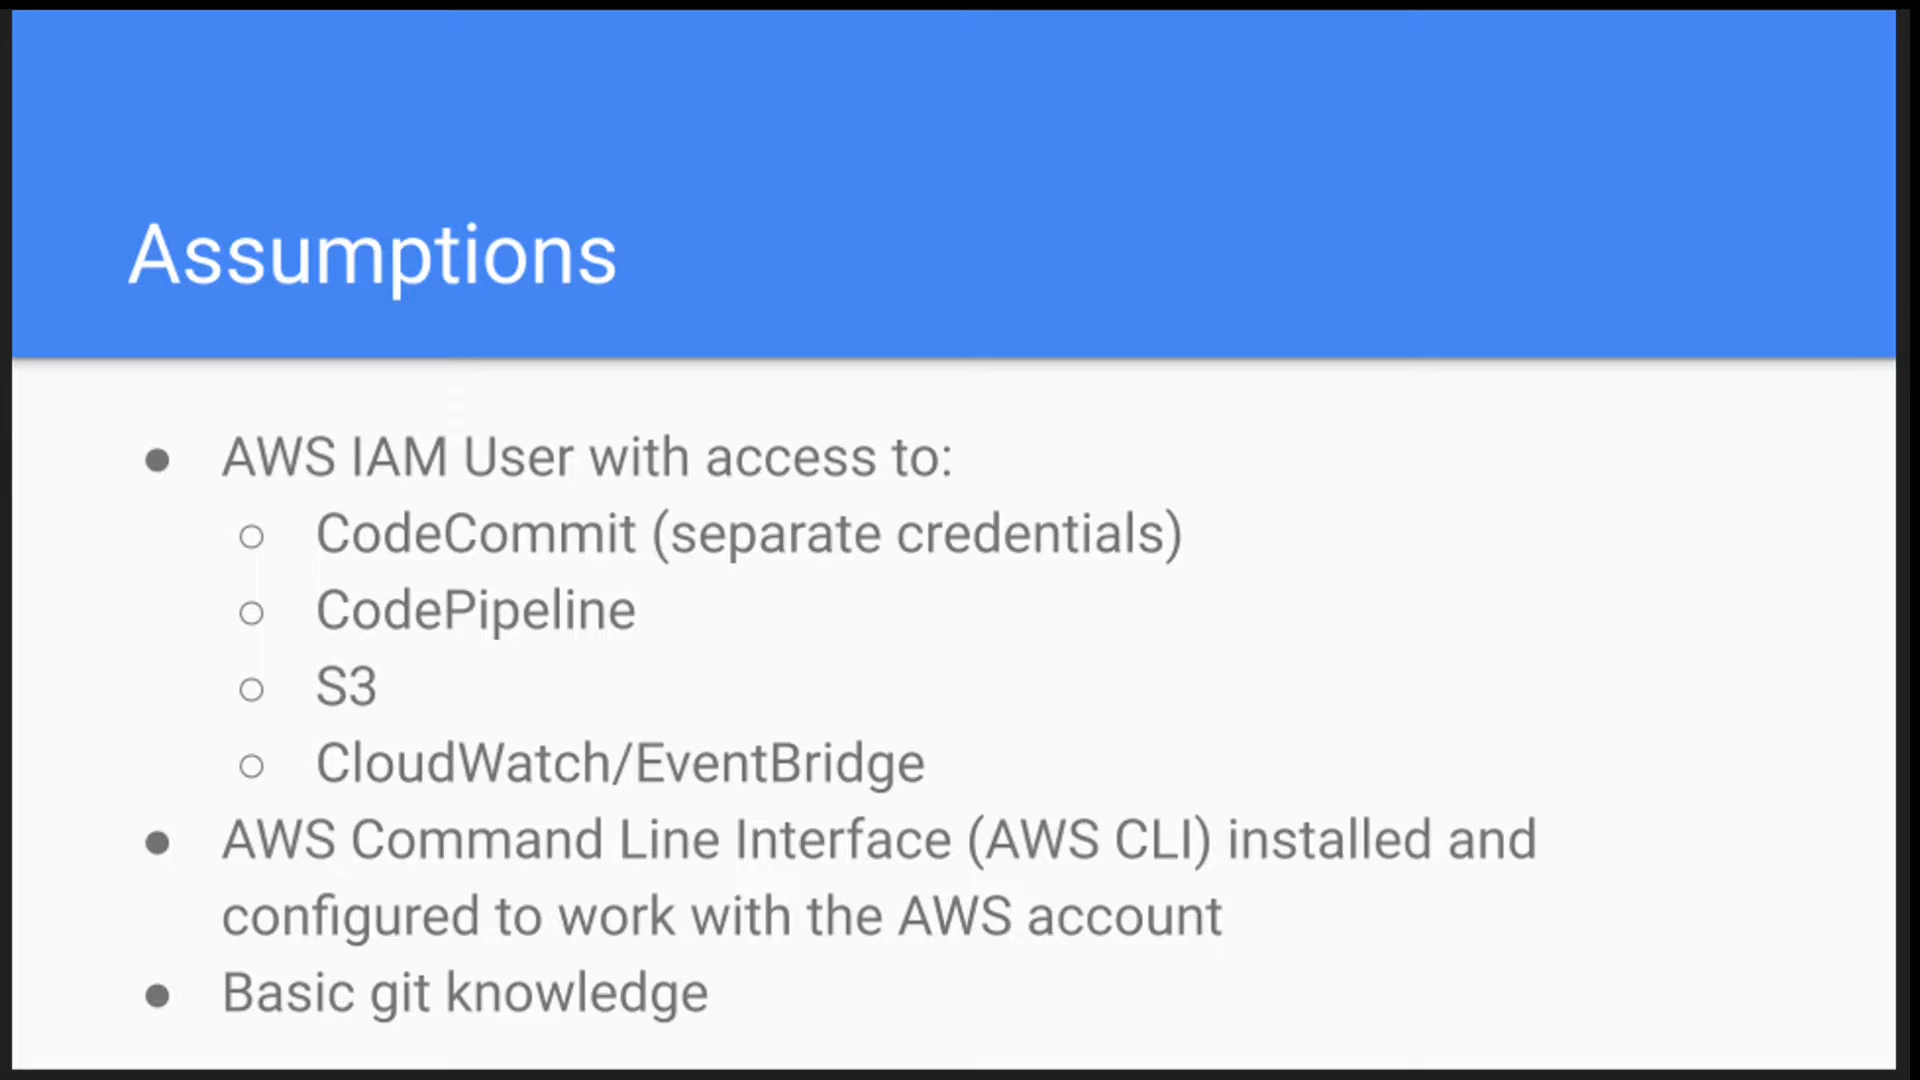 Assumptions
● AWS IAM User with access to:
○ CodeCommit (separate credentials)
○ CodePipeline
○ S3
○ CloudWatch/EventBridge
● AWS Command Line Interface (AWS CLI) installed and
configured to work with the AWS account
● Basic git knowledge